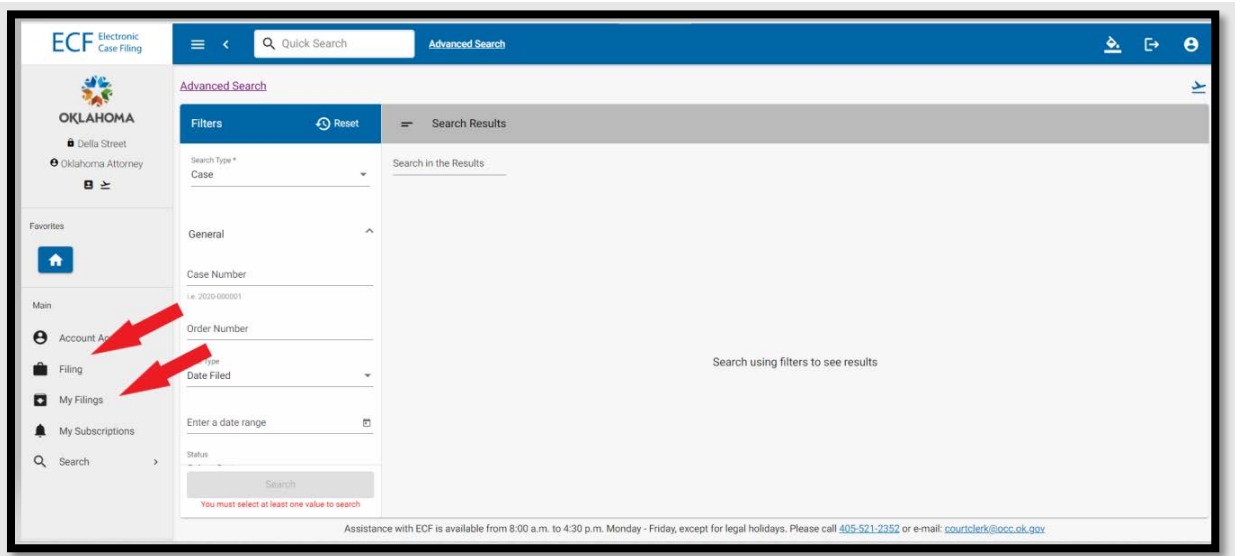 ECF Electronic Case Filing
Quick Search
Advanced Search
OKLAHOMA
Della Street
Oklahoma Attorney
Favorites
Main
Account
Filing
My Filings
My Subscriptions
Search
Advanced Search
Filters
Reset
Search Type *
Case
General
Case Number
i.e: 2020-000001
Order Number
Type
Date Filed
Enter a date range
Status
Search
You must select at least one value to search
Search Results
Search in the Results
Search using filters to see results
Assistance with ECF is available from 8:00 a.m. to 4:30 p.m. Monday - Friday, except for legal holidays. Please call 405-521-2352 or e-mail: courtclerk@occ.ok.gov